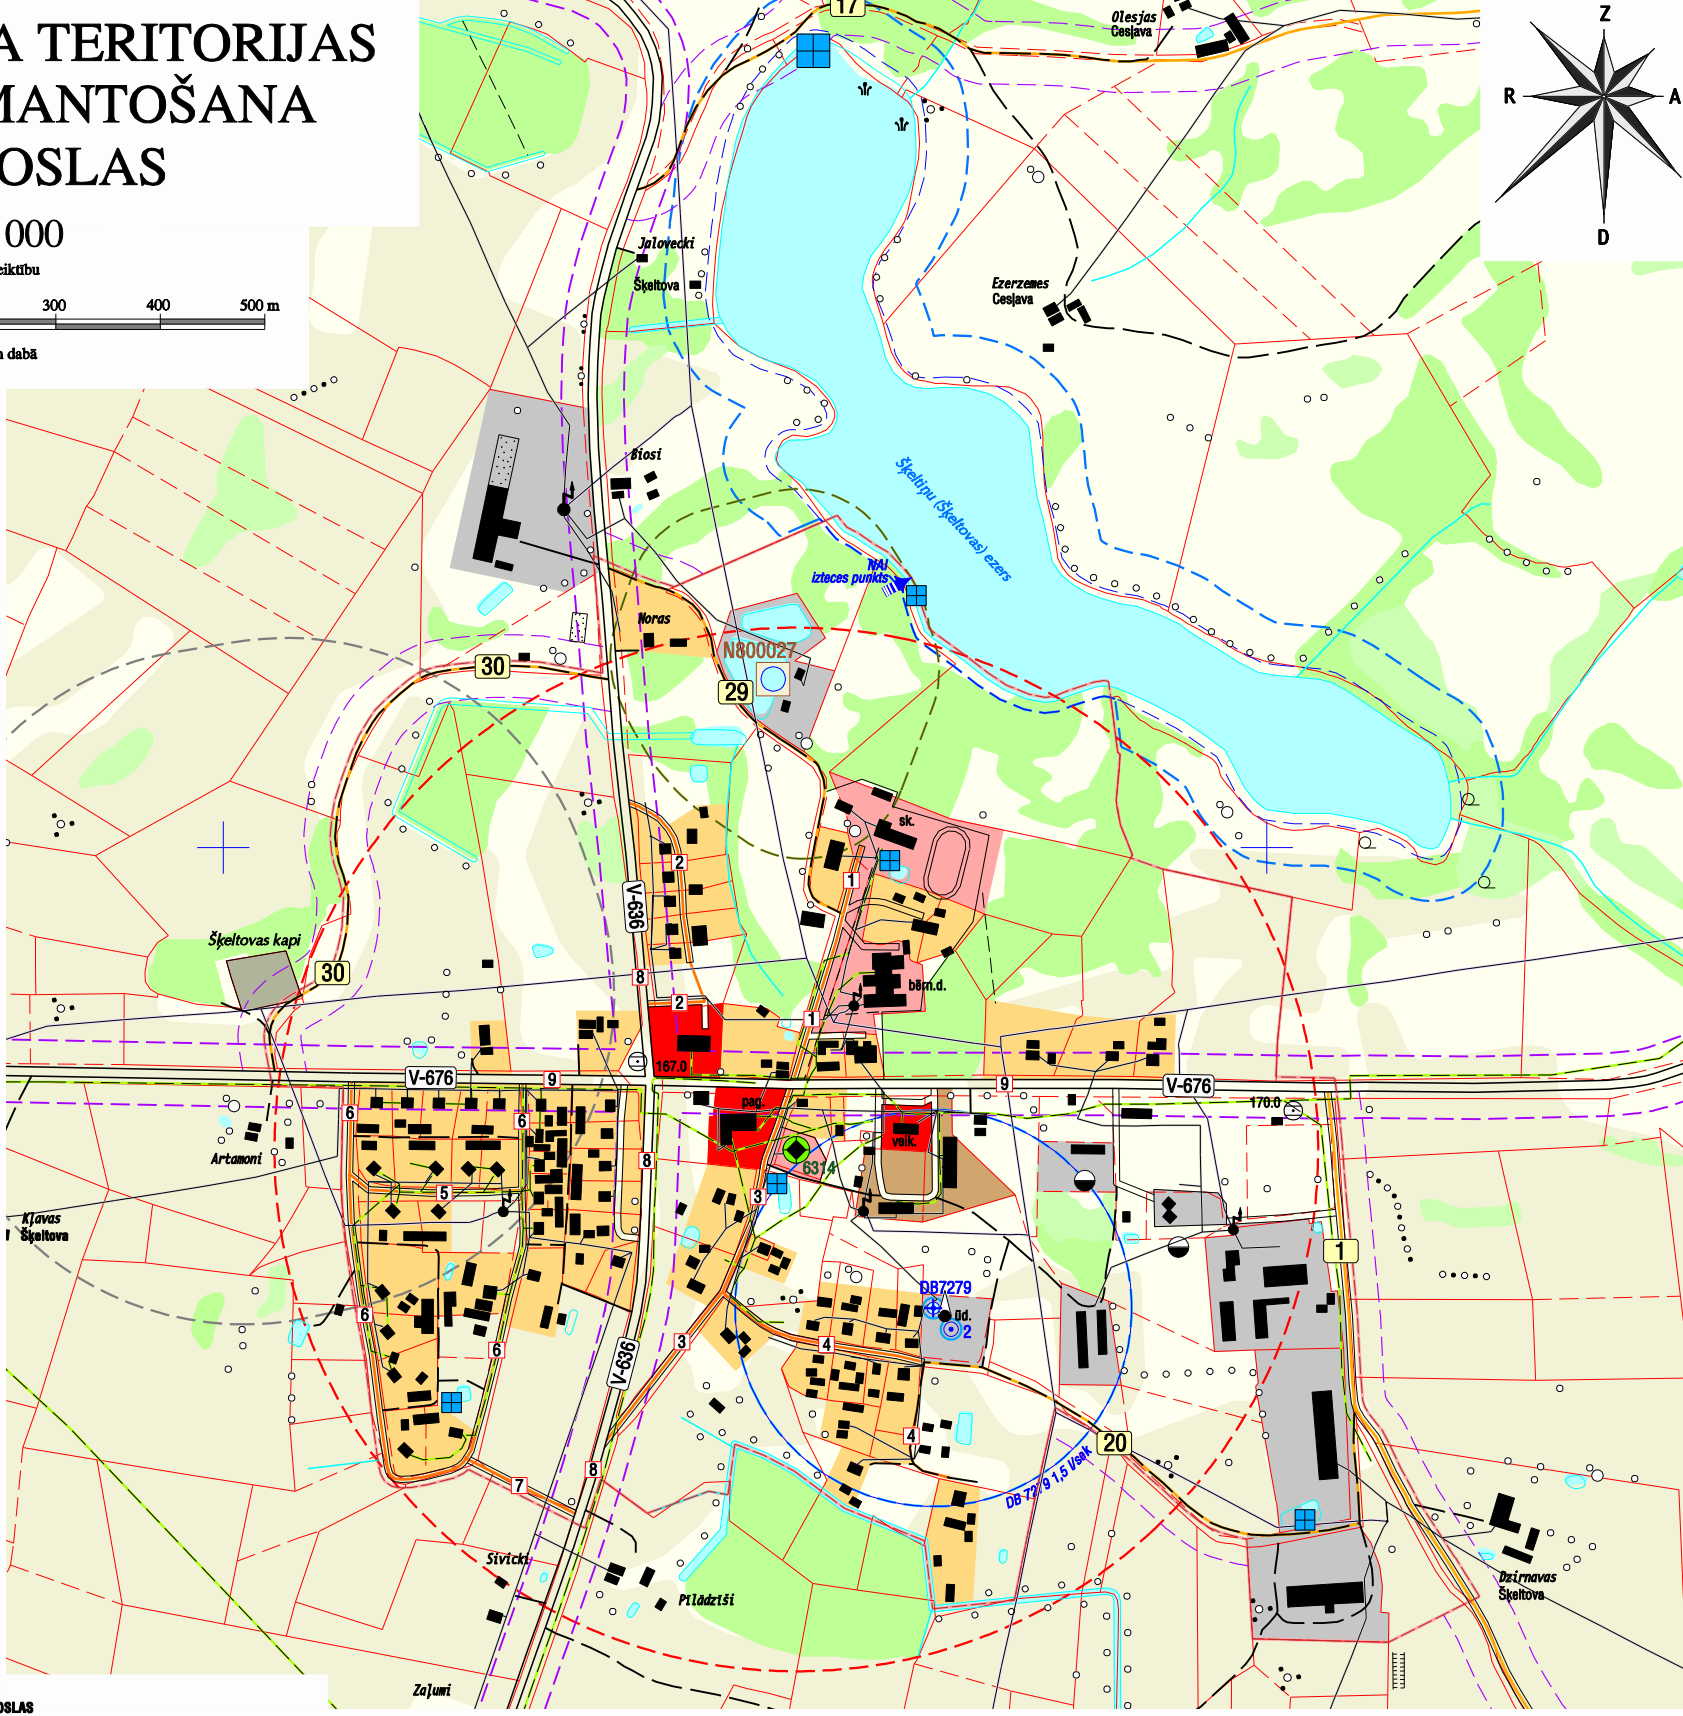 A TERITORIJAS
MANTOŠANA
OSLAS
000
eiktību
300 400 500 m
n dabā
17
Olesjas
Cesļava
Z
R A
D
Jalovecki
Šķeltova
Ezerzemes
Cesļava
Biosi
Šķeltiņu (Šķeltovas) ezers
NAI
izteces punkts
Noras
N800027
30
29
sk.
2
1
V-636
Šķeltovas kapi
30
8
bērn.d.
2
1
167.0
V-676
9
9
V-676
pag.
170.0
6
6
veik.
Artamoni
8
6314
5
3
Kļavas
Šķeltova
1
DB7279
ūd.
2
6
6
V-636
3
4
4
20
DB 7279 1,5 l/sek
8
7
Sivicki
Pīlādzīši
Dzirnavas
Šķeltova
Zaļumi
OSLAS